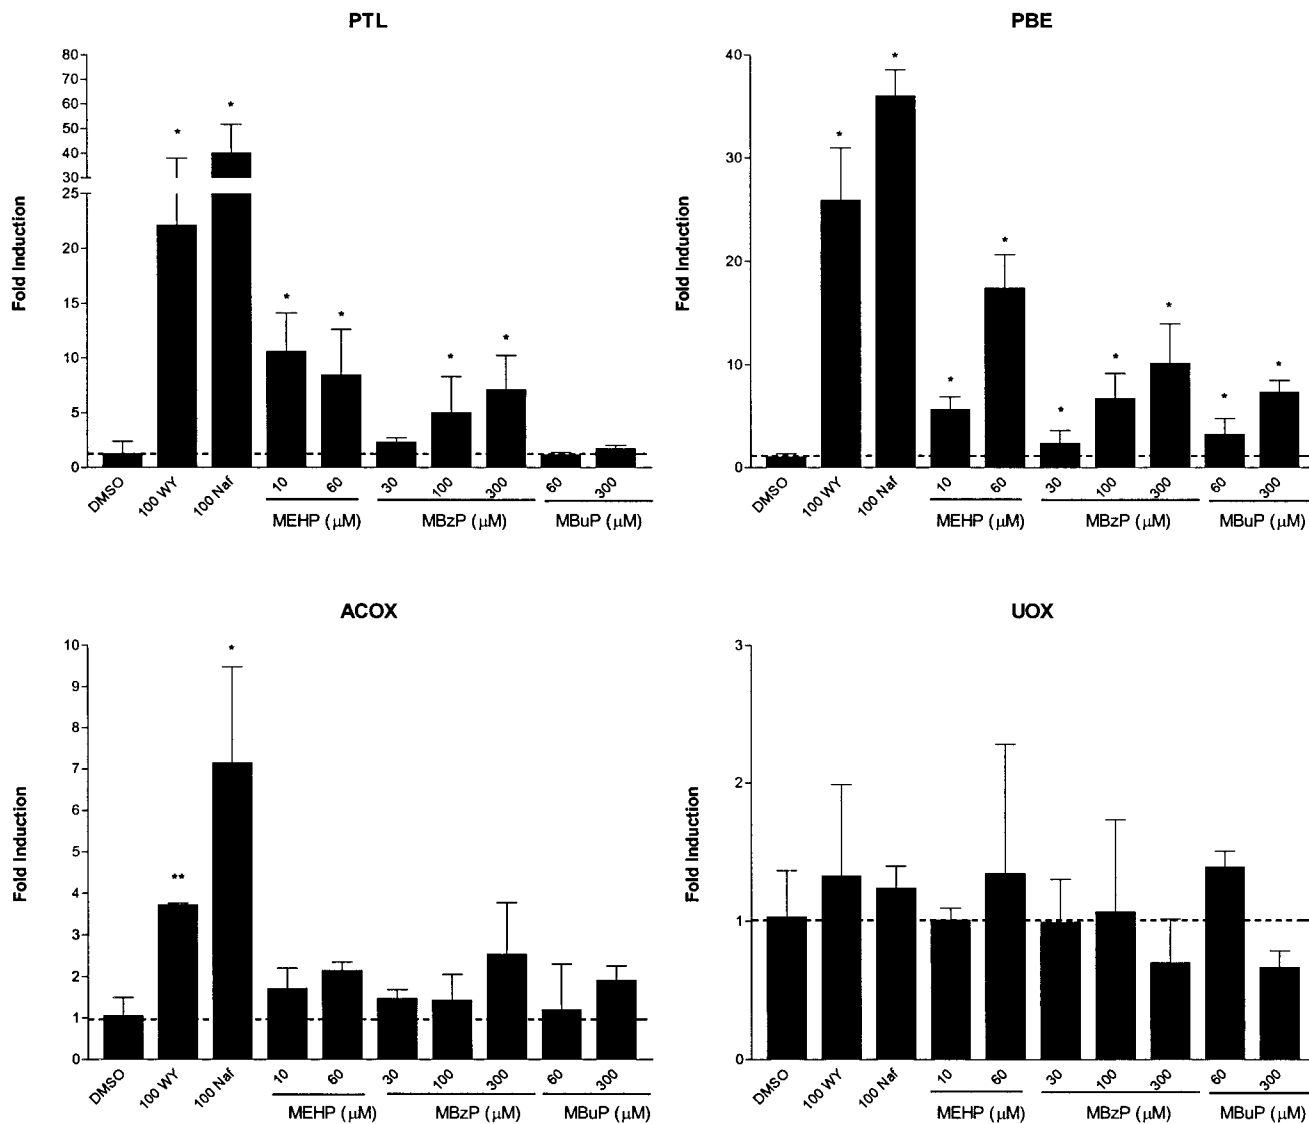 PTL
Fold Induction
80
70
60
50
40
30
25
20
15
10
5
0
* * * * * *
DMSO 100 WY 100 Naf 10 60 30 100 300 60 300
MEHP (μM) MBzP (μM) MBuP (μM)
PBE
Fold Induction
40
30
20
10
0
* * * * * * * * *
DMSO 100 WY 100 Naf 10 60 30 100 300 60 300
MEHP (μM) MBzP (μM) MBuP (μM)
ACOX
Fold Induction
10
9
8
7
6
5
4
3
2
1
0
** *
DMSO 100 WY 100 Naf 10 60 30 100 300 60 300
MEHP (μM) MBzP (μM) MBuP (μM)
UOX
Fold Induction
3
2
1
0
DMSO 100 WY 100 Naf 10 60 30 100 300 60 300
MEHP (μM) MBzP (μM) MBuP (μM)